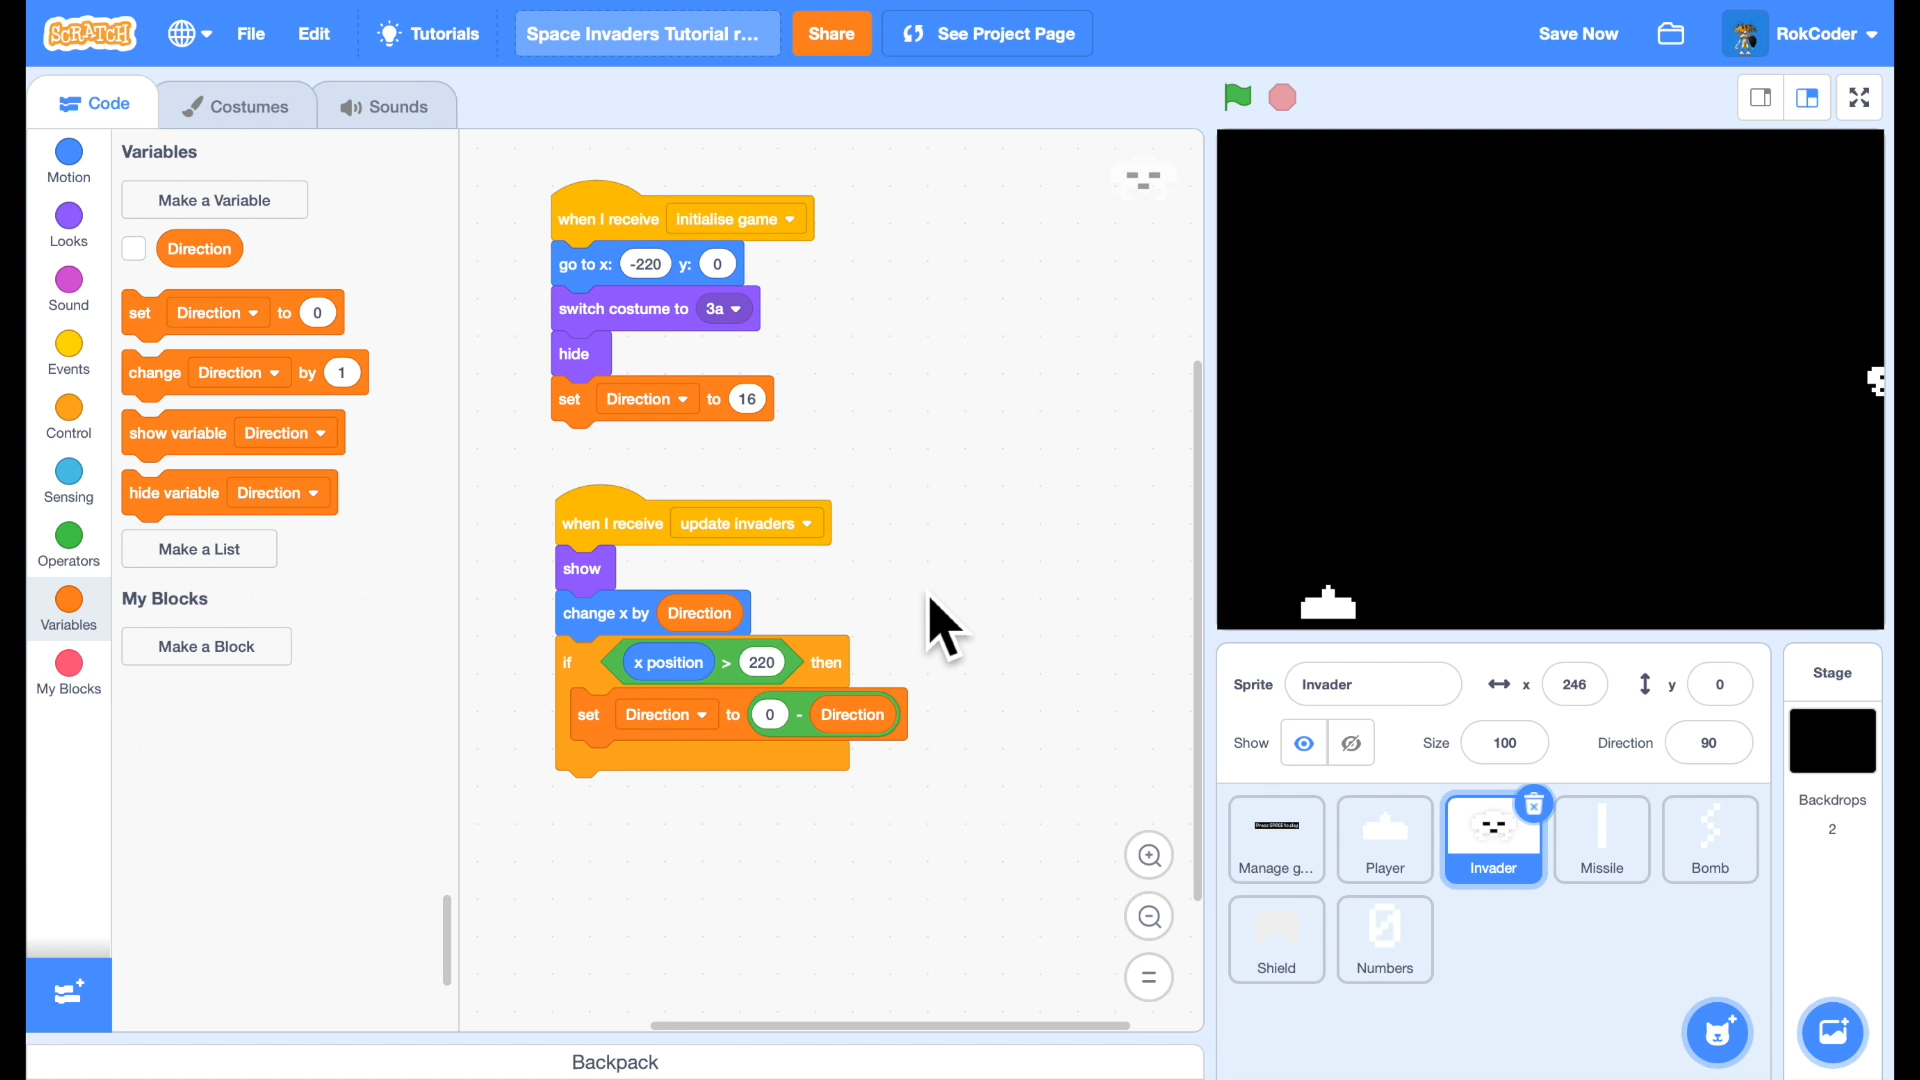 SCRATCH File Edit Tutorials Space Invaders Tutorial r... Share See Project Page Save Now RokCoder
Code Costumes Sounds
Motion
Looks
Sound
Events
Control
Sensing
Operators
Variables
My Blocks
Variables
Make a Variable
Direction
set Direction to 0
change Direction by 1
show variable Direction
hide variable Direction
Make a List
My Blocks
Make a Block
when I receive initialise game
go to x: -220 y: 0
switch costume to 3a
hide
set Direction to 16
when I receive update invaders
show
change x by Direction
if x position > 220 then
set Direction to 0 - Direction
Backpack
Sprite Invader x 246 y 0
Show Size 100 Direction 90
Press SPACE to play
Manage g... Player Invader Missile Bomb
Shield Numbers
Stage
Backdrops
2